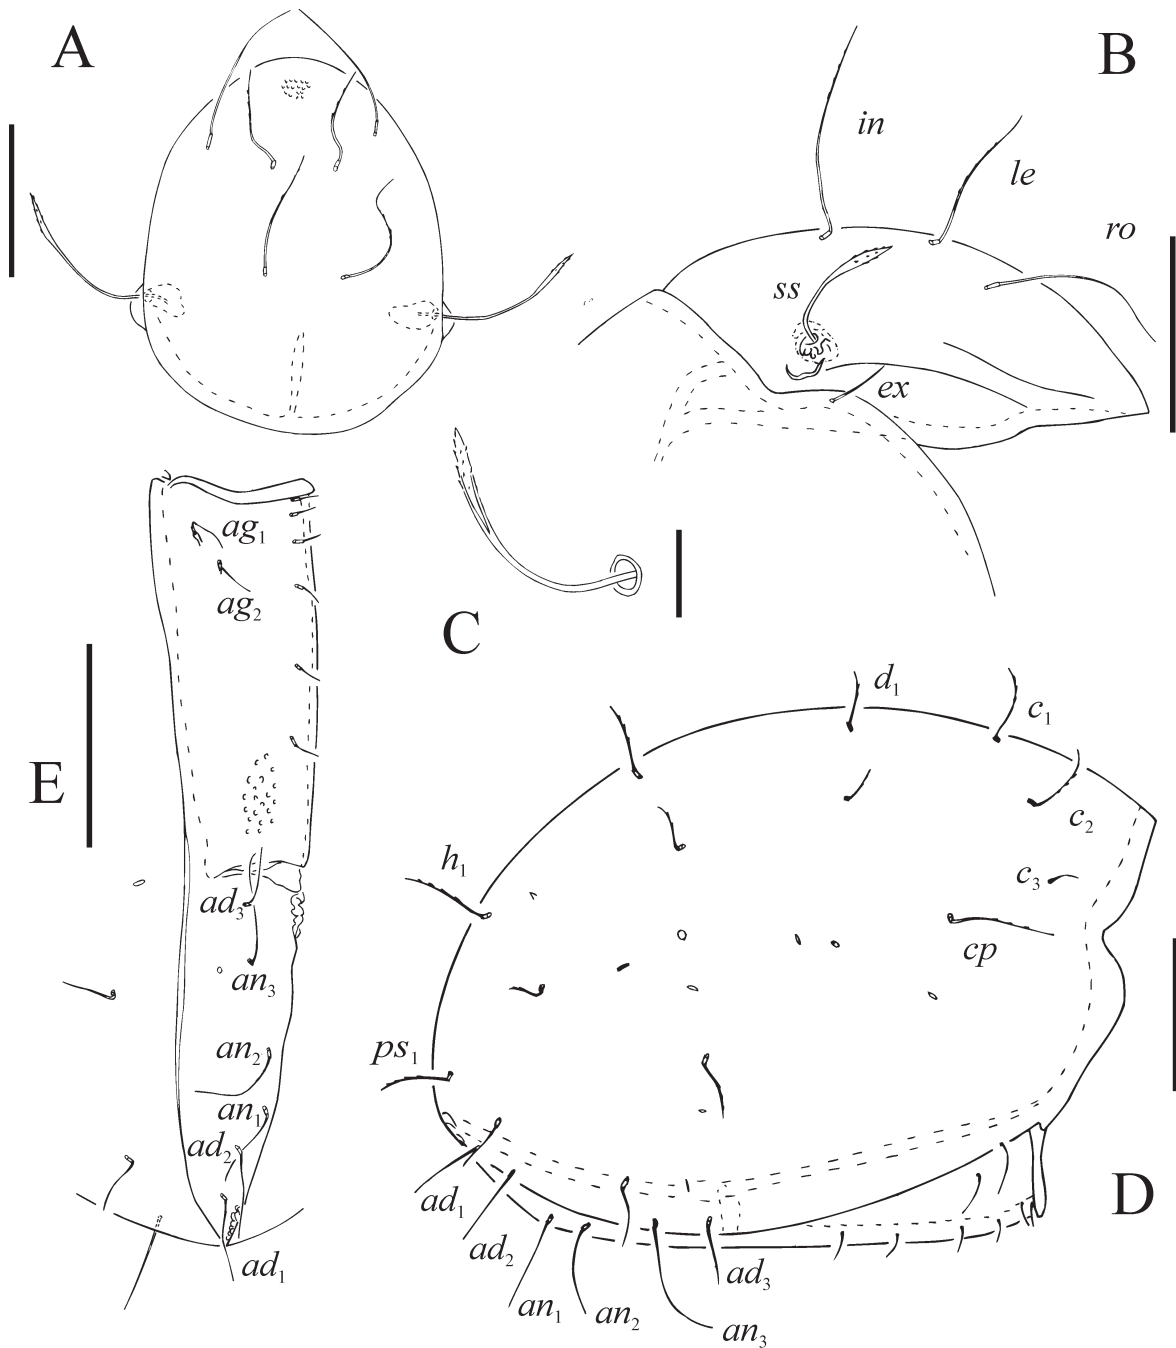 A
B
in
le
ro
ss
ex
ag₁
ag₂
C
d₁
c₁
E
c₂
h₁
c₃
ad₃
cp
an₃
an₂
ps₁
an₁
ad₂
D
ad₁
ad₂
ad₁
ad₃
an₁
an₂
an₃